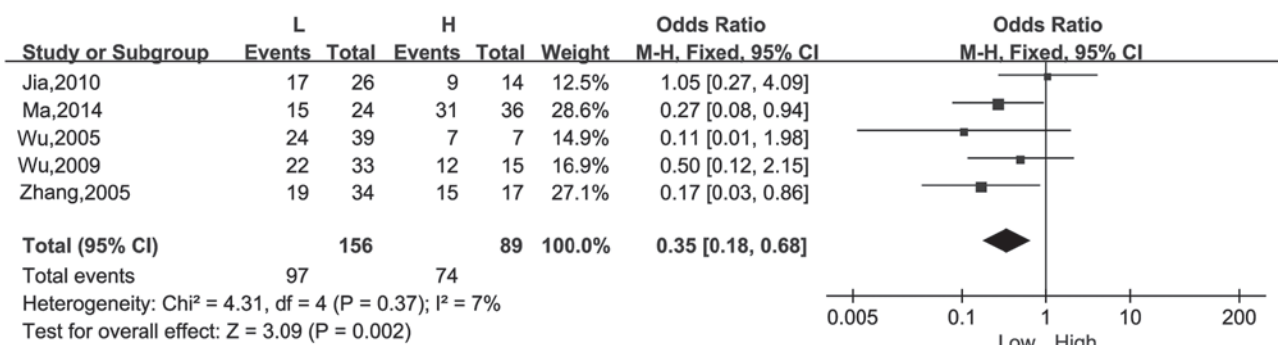 L H Odds Ratio Odds Ratio
Study or Subgroup Events Total Events Total Weight M-H, Fixed, 95% CI M-H, Fixed, 95% CI
Jia,2010 17 26 9 14 12.5% 1.05 [0.27, 4.09]
Ma,2014 15 24 31 36 28.6% 0.27 [0.08, 0.94]
Wu,2005 24 39 7 7 14.9% 0.11 [0.01, 1.98]
Wu,2009 22 33 12 15 16.9% 0.50 [0.12, 2.15]
Zhang,2005 19 34 15 17 27.1% 0.17 [0.03, 0.86]
Total (95% CI) 156 89 100.0% 0.35 [0.18, 0.68]
Total events 97 74
Heterogeneity: Chi² = 4.31, df = 4 (P = 0.37); I² = 7%
Test for overall effect: Z = 3.09 (P = 0.002)
0.005 0.1 1 10 200
Low High